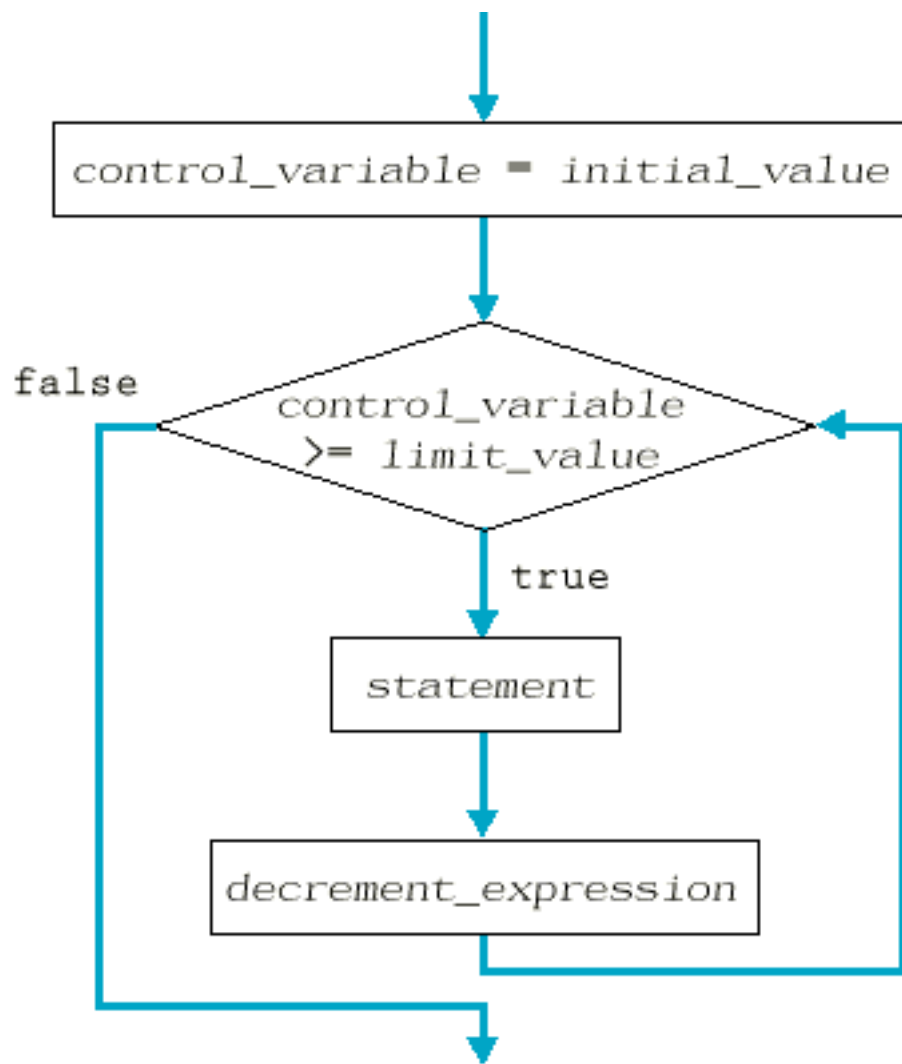 control_variable = initial_value
false
control_variable
>= limit_value
true
statement
decrement_expression